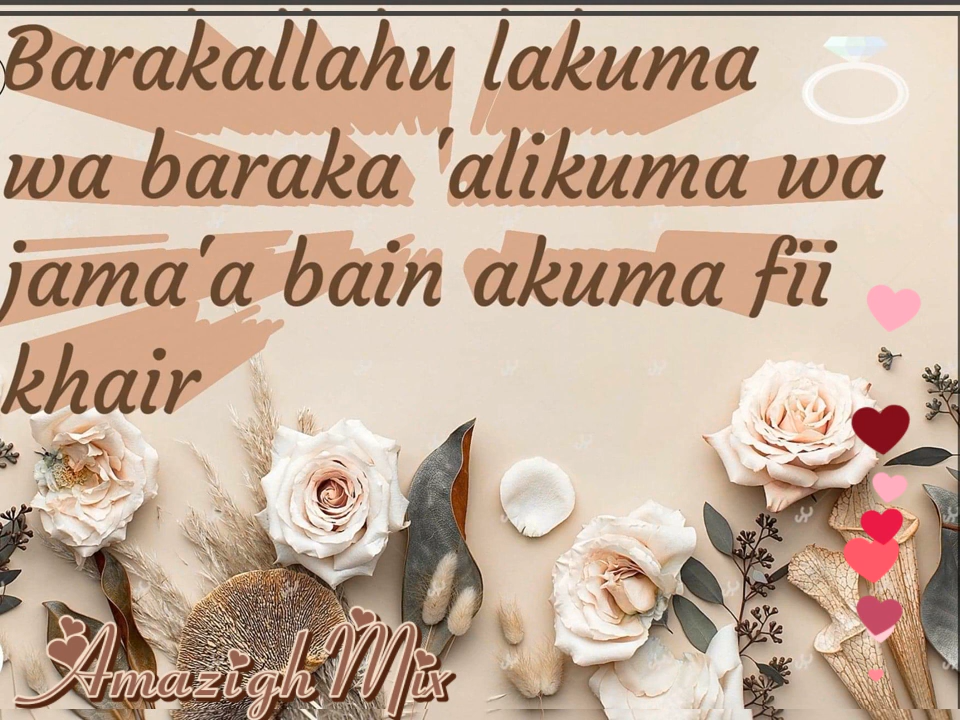 Barakallahu lakuma
wa baraka 'alikuma wa
jama'a bain akuma fii
khair
Amazigh Mix